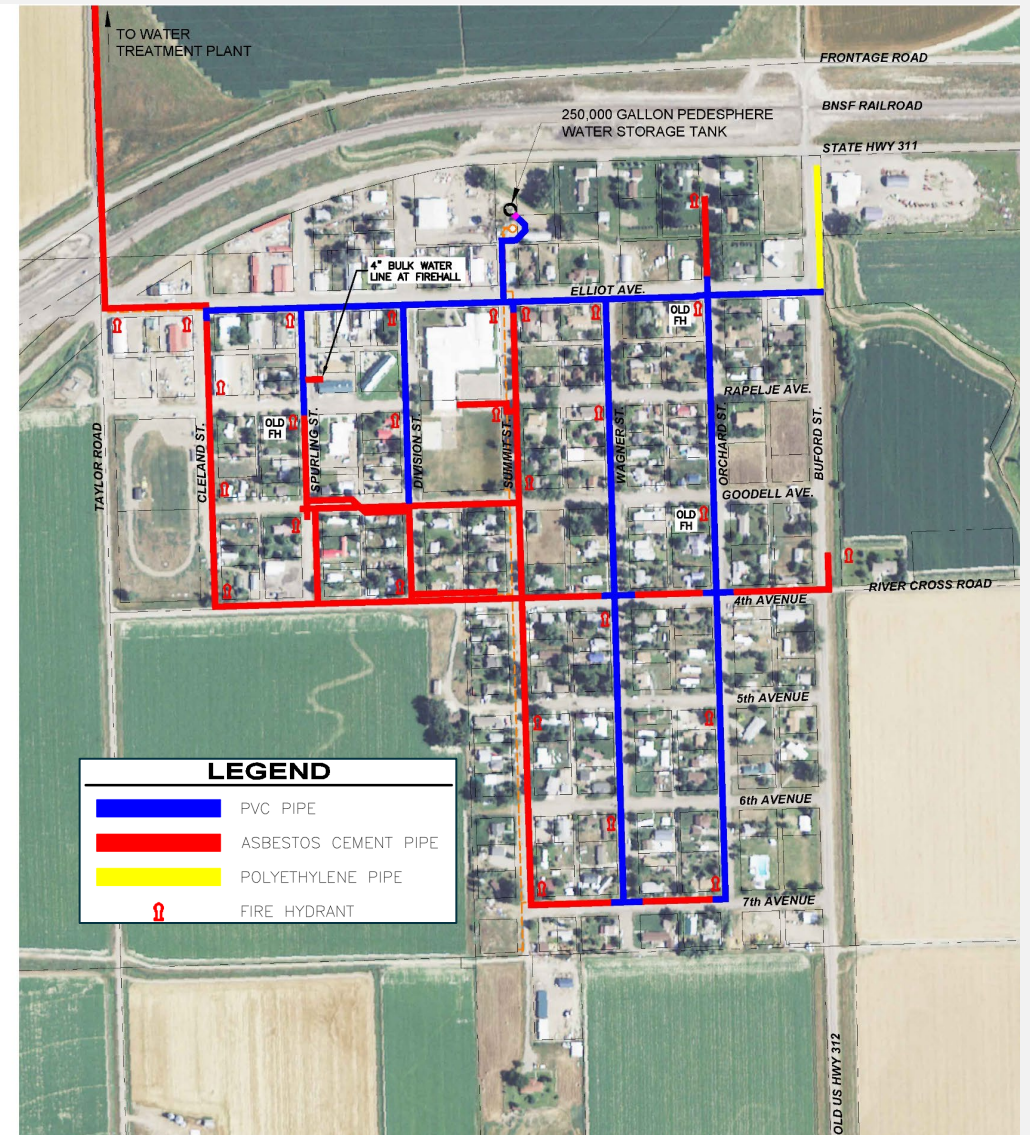 TO WATER
TREATMENT PLANT
FRONTAGE ROAD
BNSF RAILROAD
250,000 GALLON PEDESPHERE
WATER STORAGE TANK
STATE HWY 311
4" BULK WATER
LINE AT FIREHALL
ELLIOT AVE.
OLD
FH
RAPELJE AVE.
OLD
FH
TAYLOR ROAD
CLELAND ST.
SPURLING ST.
DIVISION ST.
SUMMIT ST.
WAGNER ST.
ORCHARD ST.
BUFORD ST.
GOODELL AVE.
OLD
FH
RIVER CROSS ROAD
4th AVENUE
5th AVENUE
6th AVENUE
7th AVENUE
OLD US HWY 312
LEGEND
PVC PIPE
ASBESTOS CEMENT PIPE
POLYETHYLENE PIPE
FIRE HYDRANT